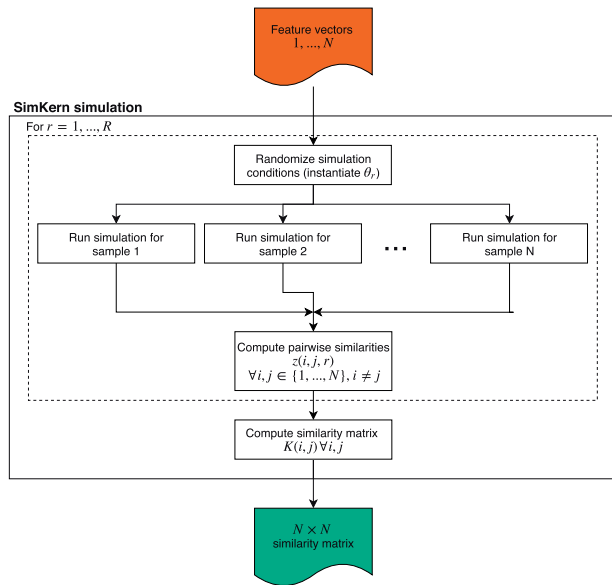 Feature vectors
1, ..., N
SimKern simulation
For r = 1, ..., R
Randomize simulation
conditions (instantiate θ_r)
Run simulation for
sample 1
Run simulation for
sample 2
...
Run simulation for
sample N
Compute pairwise similarities
z(i, j, r)
∀i, j ∈ {1, ..., N}, i ≠ j
Compute similarity matrix
K(i, j) ∀i, j
N × N
similarity matrix